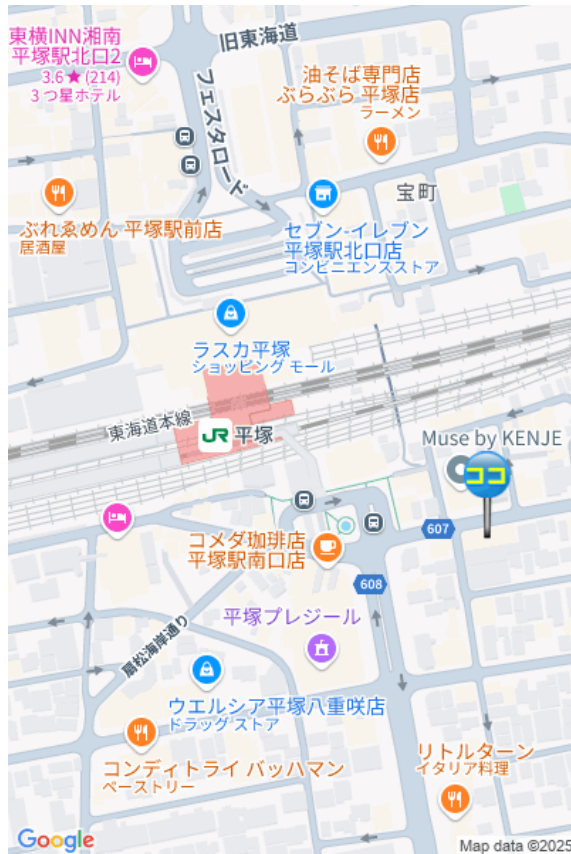 東横INN湘南
平塚駅北口2
3.6★(214)
3 つ星ホテル
旧東海道
フェスタロード
油そば専門店
ぶらぶら 平塚店
ラーメン
宝町
ぶれゑめん 平塚駅前店
居酒屋
セブン-イレブン
平塚駅北口店
コンビニエンスストア
ラスカ平塚
ショッピング モール
東海道本線
JR 平塚
Muse by KENJE
ココ
607
コメダ珈琲店
平塚駅南口店
608
平塚プレジール
扇松海岸通り
ウエルシア平塚八重咲店
ドラッグ ストア
コンディトライ バッハマン
ペーストリー
リトルターン
イタリア料理
Google
Map data ©2025